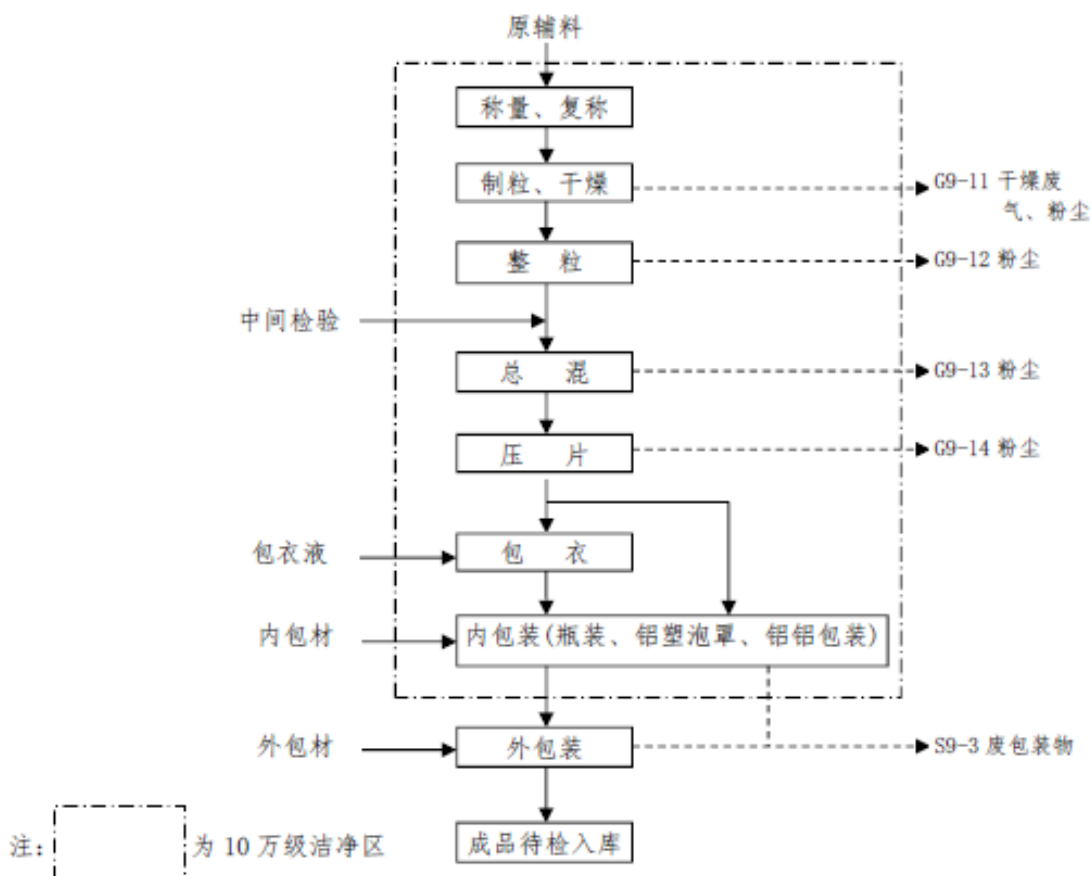 原辅料
称量、复称
制粒、干燥
G9-11 干燥废
气、粉尘
整 粒
G9-12 粉尘
中间检验
总 混
G9-13 粉尘
压 片
G9-14 粉尘
包衣液
包 衣
内包材
内包装(瓶装、铝塑泡罩、铝铝包装)
外包材
外包装
S9-3 废包装物
注:
为 10 万级洁净区
成品待检入库